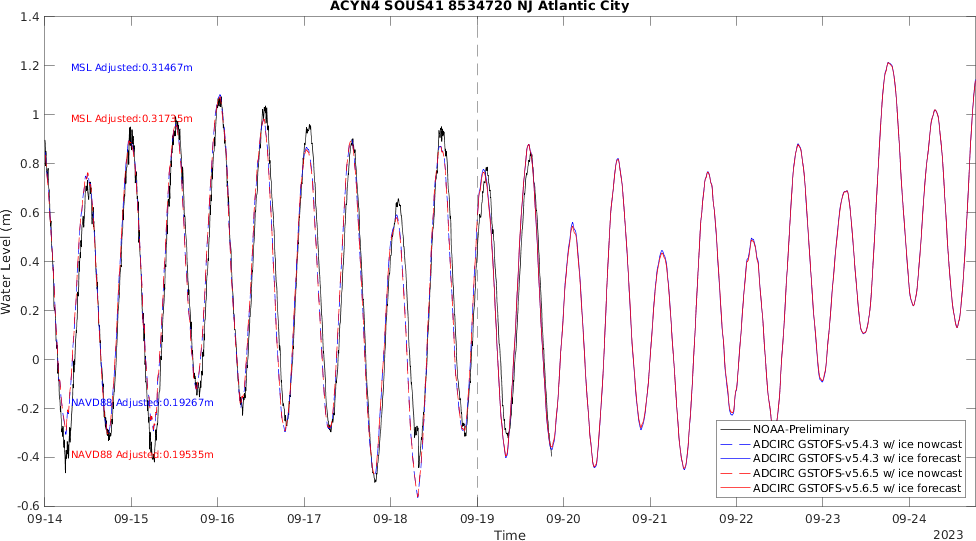 ACYN4 SOUS41 8534720 NJ Atlantic City
1.4
1.2
1
0.8
0.6
0.4
0.2
0
-0.2
-0.4
-0.6
Water Level (m)
MSL Adjusted:0.31467m
MSL Adjusted:0.31735m
NAVD88 Adjusted:0.19267m
NAVD88 Adjusted:0.19535m
NOAA-Preliminary
ADCIRC GSTOFS-v5.4.3 w/ ice nowcast
ADCIRC GSTOFS-v5.4.3 w/ ice forecast
ADCIRC GSTOFS-v5.6.5 w/ ice nowcast
ADCIRC GSTOFS-v5.6.5 w/ ice forecast
09-14 09-15 09-16 09-17 09-18 09-19 09-20 09-21 09-22 09-23 09-24
Time
2023